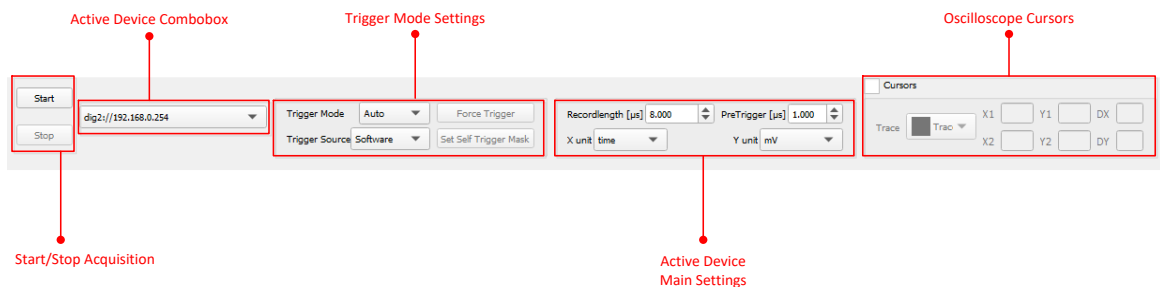 Active Device Combobox
Trigger Mode Settings
Oscilloscope Cursors
Start
Stop
dig2://192.168.0.254
Trigger Mode Auto Force Trigger
Trigger Source Software Set Self Trigger Mask
Recordlength [µs] 8.000 PreTrigger [µs] 1.000
X unit time Y unit mV
Cursors
Trace Trac
X1 Y1 DX
X2 Y2 DY
Start/Stop Acquisition
Active Device
Main Settings